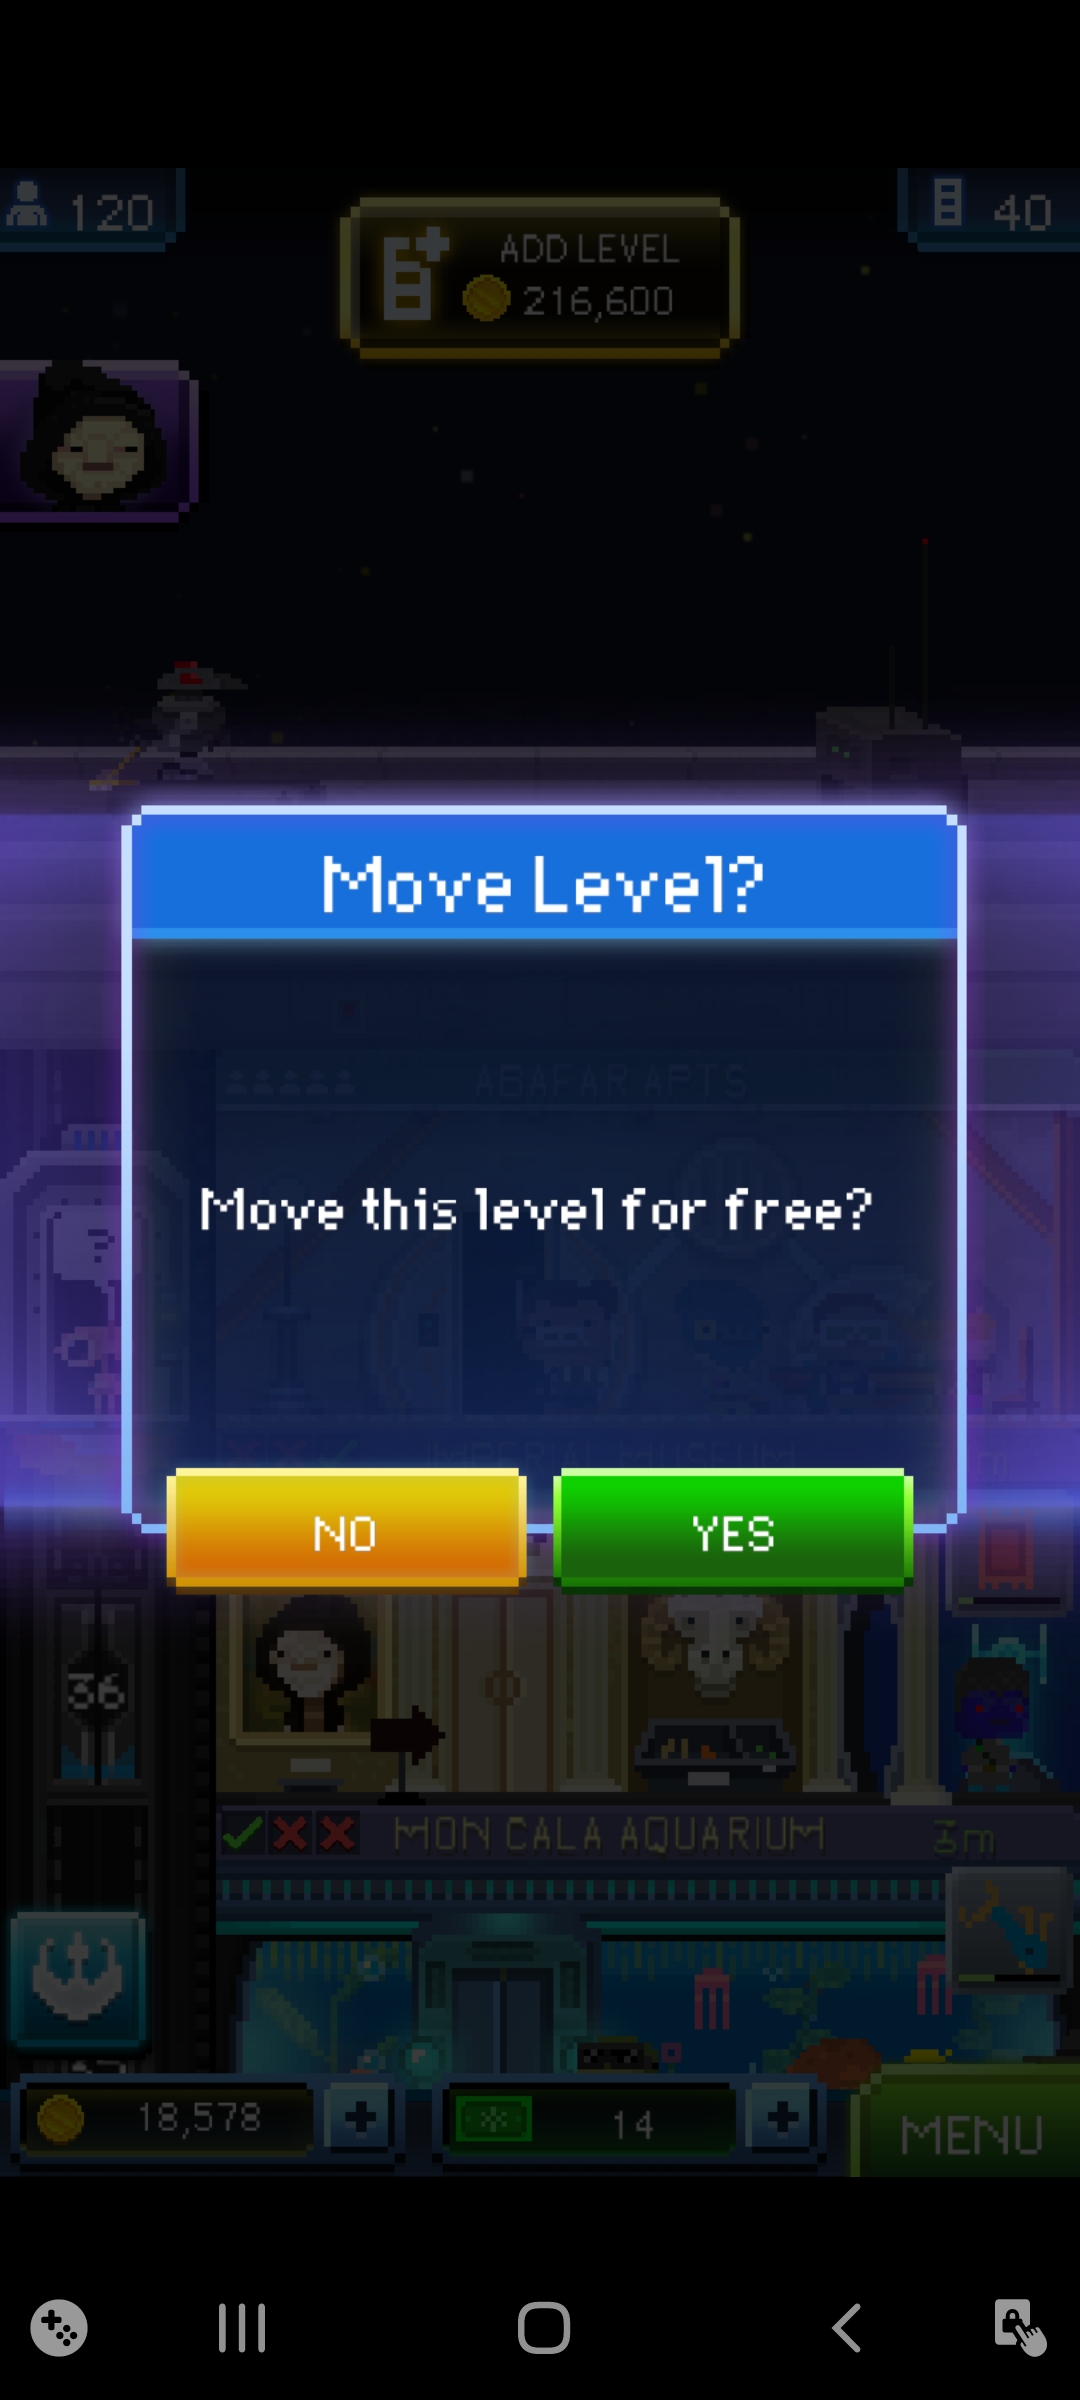 120
ADD LEVEL
216,600
40
Move Level?
ABAFAR APTS
Move this level for free?
IMPERIAL MUSEUM
NO
YES
36
MON CALA AQUARIUM
3m
18,578
14
MENU